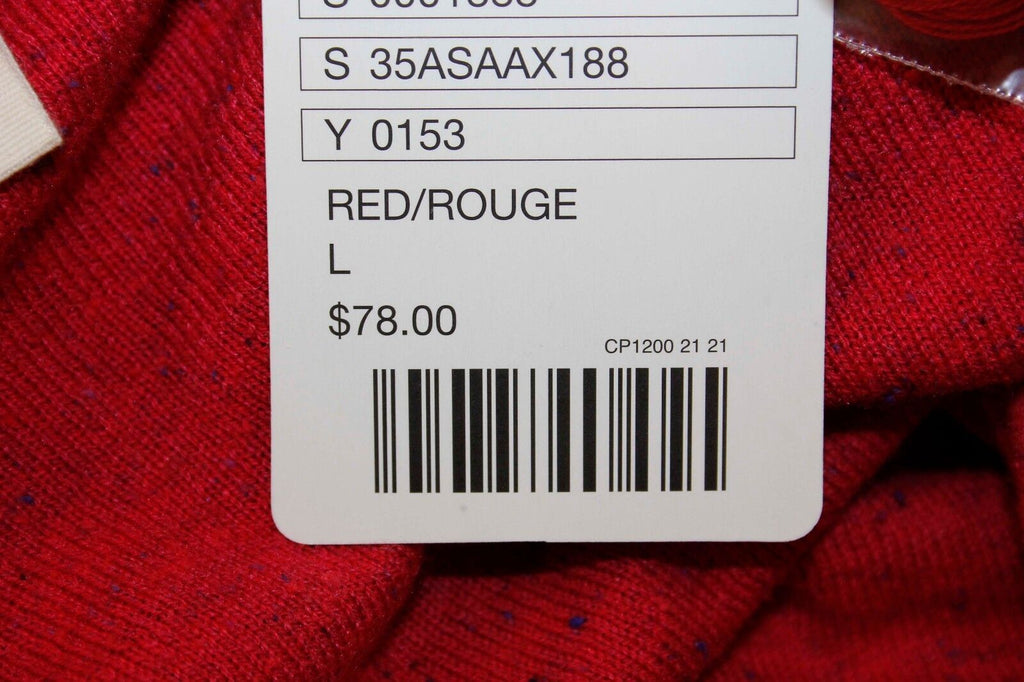 S 35ASAAX188
Y 0153
RED/ROUGE
L
$78.00
CP1200 21 21